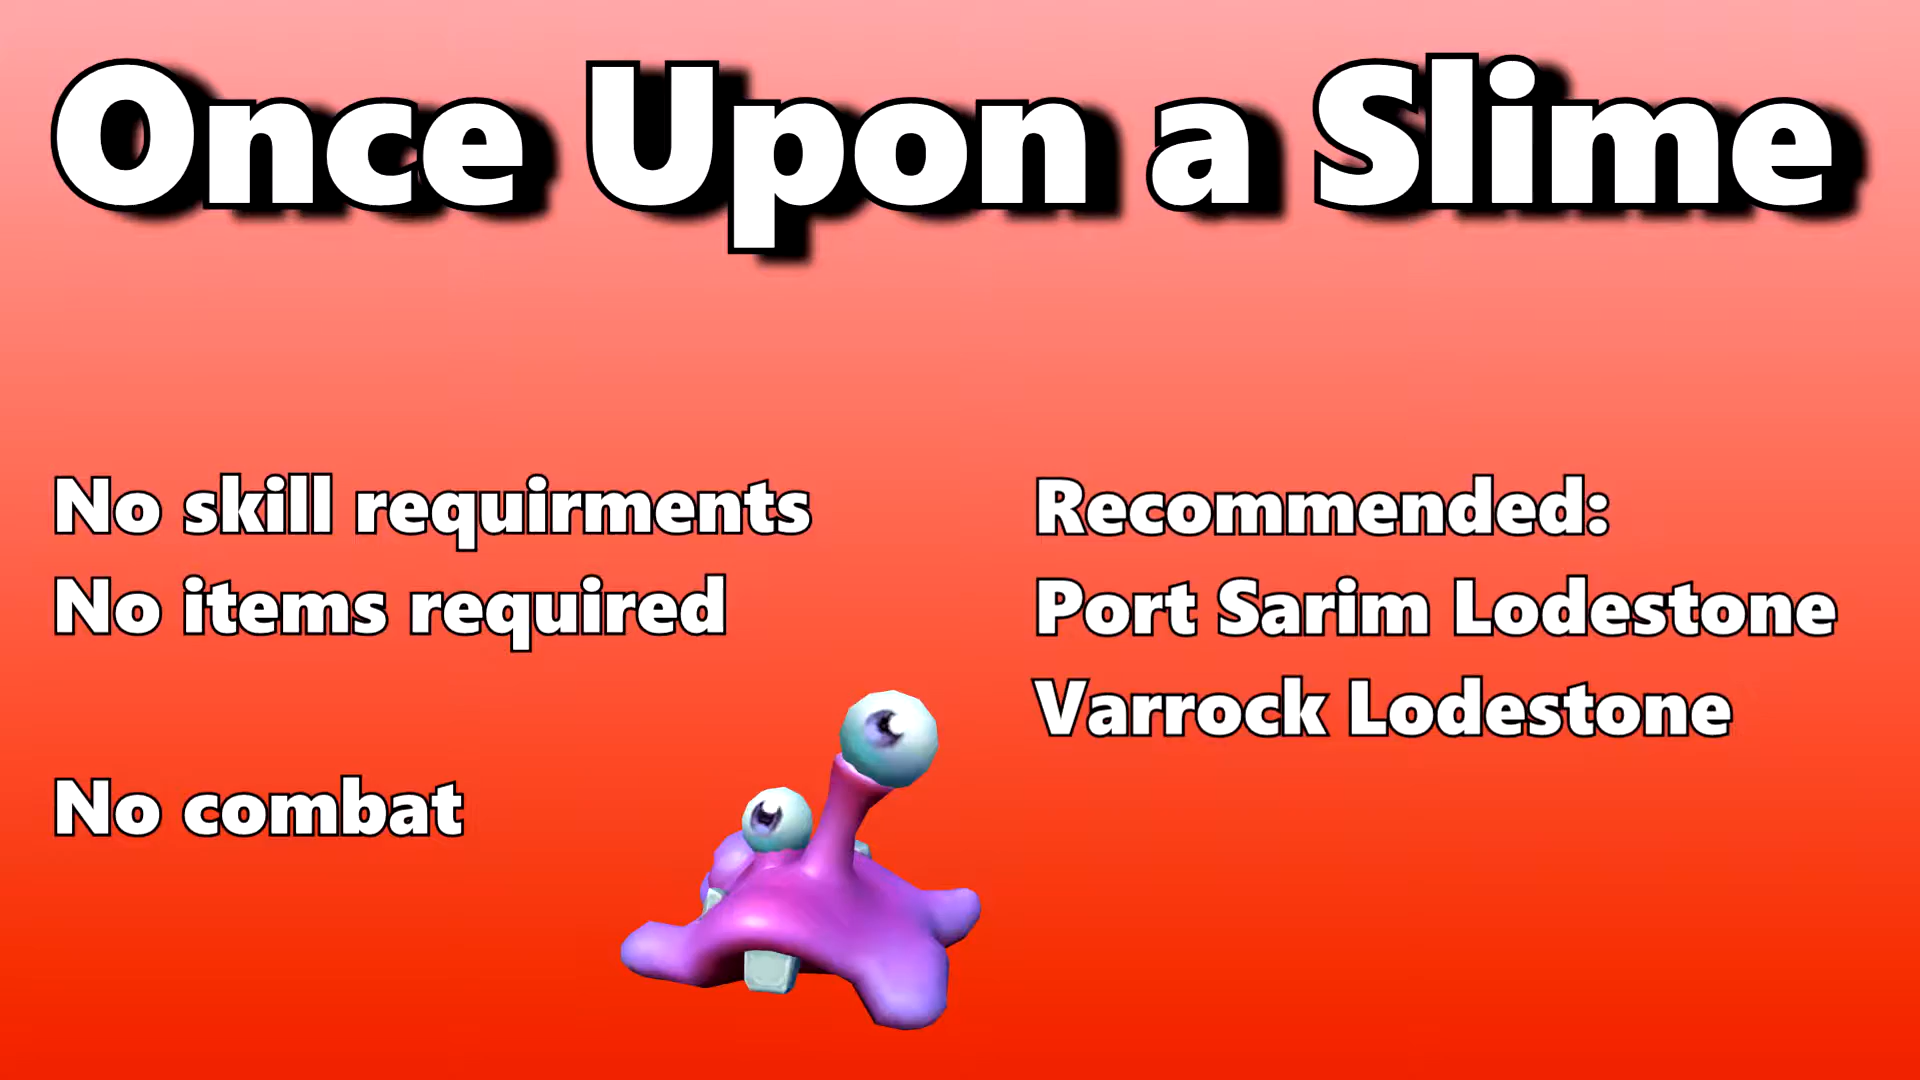 Once Upon a Slime
No skill requirments
No items required
No combat
Recommended:
Port Sarim Lodestone
Varrock Lodestone